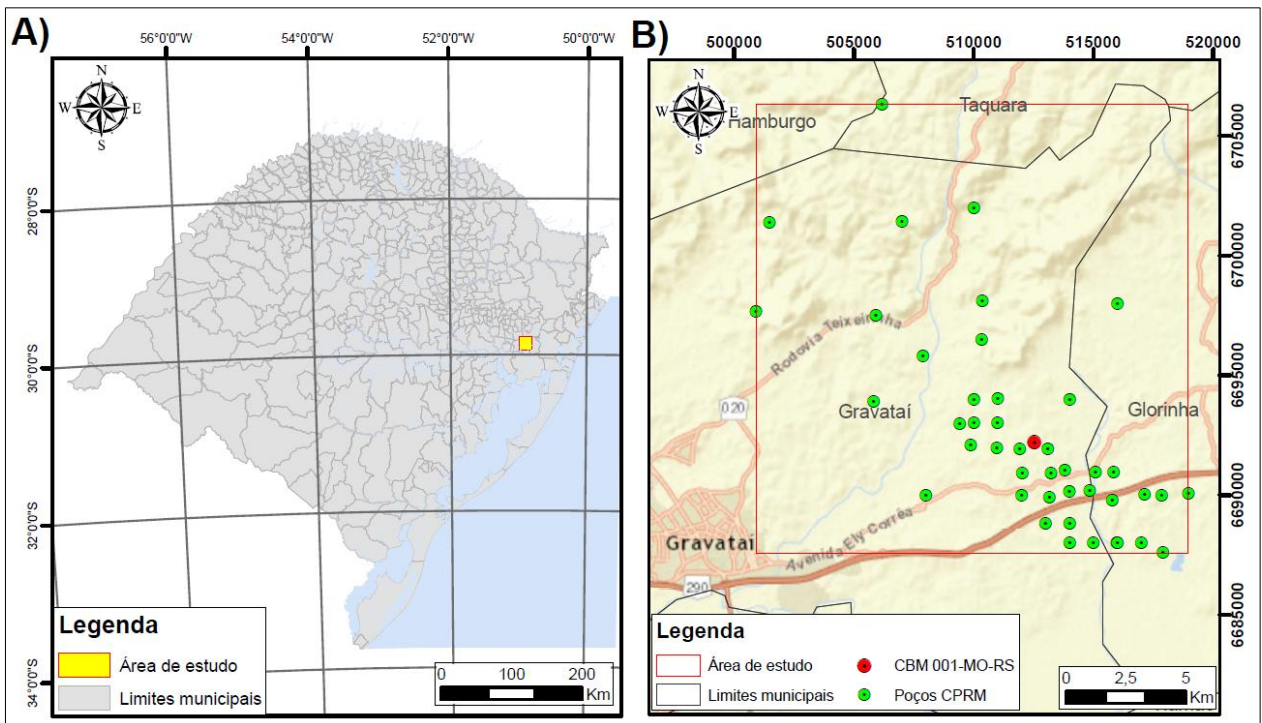 A)
56°0'0"W 54°0'0"W 52°0'0"W 50°0'0"W
N
W E
S
28°0'0"S
30°0'0"S
32°0'0"S
34°0'0"S
Legenda
Área de estudo
Limites municipais
0 100 200
Km
B)
500000 505000 510000 515000 520000
N
W E
S
Hamburgo
Taquara
6705000
6700000
Rodovia Teixeirinha
6695000
020
Gravataí
Glorinha
6690000
Avenida Ely Corrêa
Gravataí
290
6685000
Legenda
Área de estudo
CBM 001-MO-RS
Limites municipais
Poços CPRM
0 2,5 5
Km